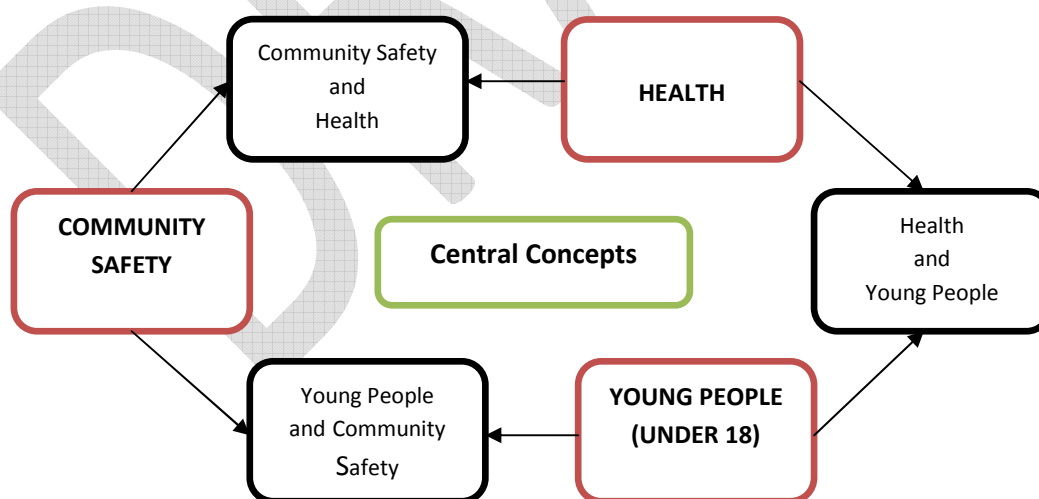 Community Safety
and
Health
HEALTH
COMMUNITY
SAFETY
Central Concepts
Health
and
Young People
Young People
and Community
Safety
YOUNG PEOPLE
(UNDER 18)